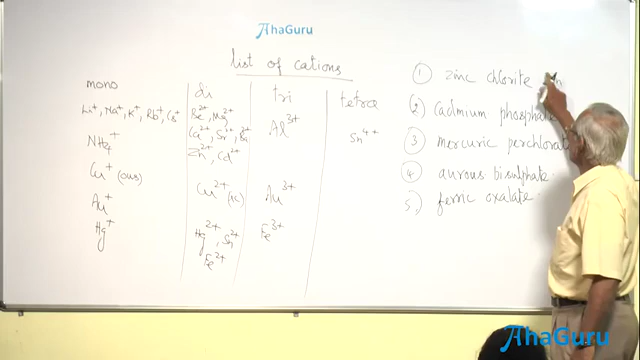 AhaGuru
list of cations
mono di tri tetra
Li⁺, Na⁺, K⁺, Rb⁺, Cs⁺
NH₄⁺
Cu⁺ (ous)
Au⁺
Hg⁺
Be²⁺, Mg²⁺
Ca²⁺, Sr²⁺, Ba²⁺
Zn²⁺, Cd²⁺
Cu²⁺ (ic)
Hg²⁺, Sn²⁺
Fe²⁺
Al³⁺
Au³⁺
Fe³⁺
Sn⁴⁺
① zinc chlorite
② cadmium phosphate
③ mercuric perchlorat
④ aurous bisulphate.
5) ferric oxalate.
AhaGuru